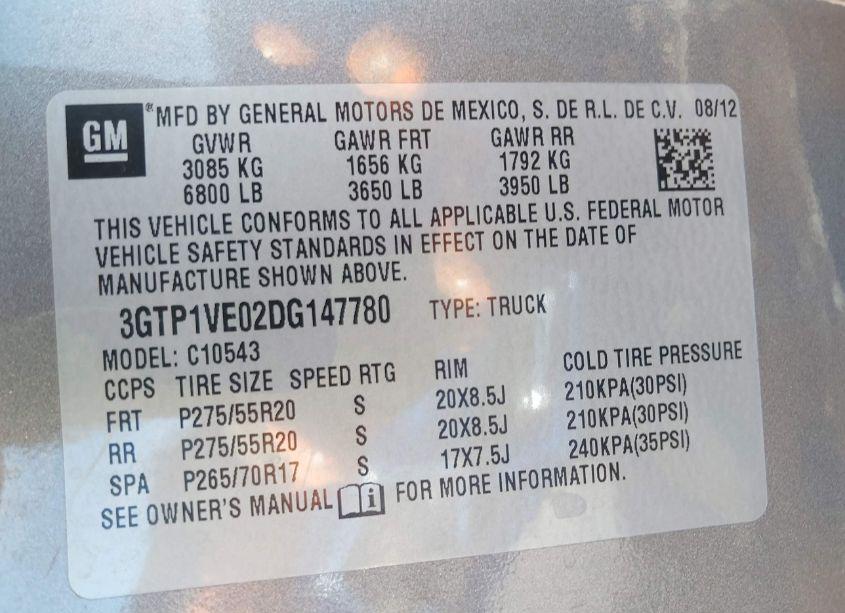 GM ® MFD BY GENERAL MOTORS DE MEXICO, S. DE R.L. DE C.V. 08/12
GVWR GAWR FRT GAWR RR
3085 KG 1656 KG 1792 KG
6800 LB 3650 LB 3950 LB
THIS VEHICLE CONFORMS TO ALL APPLICABLE U.S. FEDERAL MOTOR
VEHICLE SAFETY STANDARDS IN EFFECT ON THE DATE OF
MANUFACTURE SHOWN ABOVE.
3GTP1VE02DG147780 TYPE: TRUCK
MODEL: C10543
CCPS TIRE SIZE SPEED RTG RIM COLD TIRE PRESSURE
FRT P275/55R20 S 20X8.5J 210KPA(30PSI)
RR P275/55R20 S 20X8.5J 210KPA(30PSI)
SPA P265/70R17 S 17X7.5J 240KPA(35PSI)
SEE OWNER'S MANUAL i FOR MORE INFORMATION.